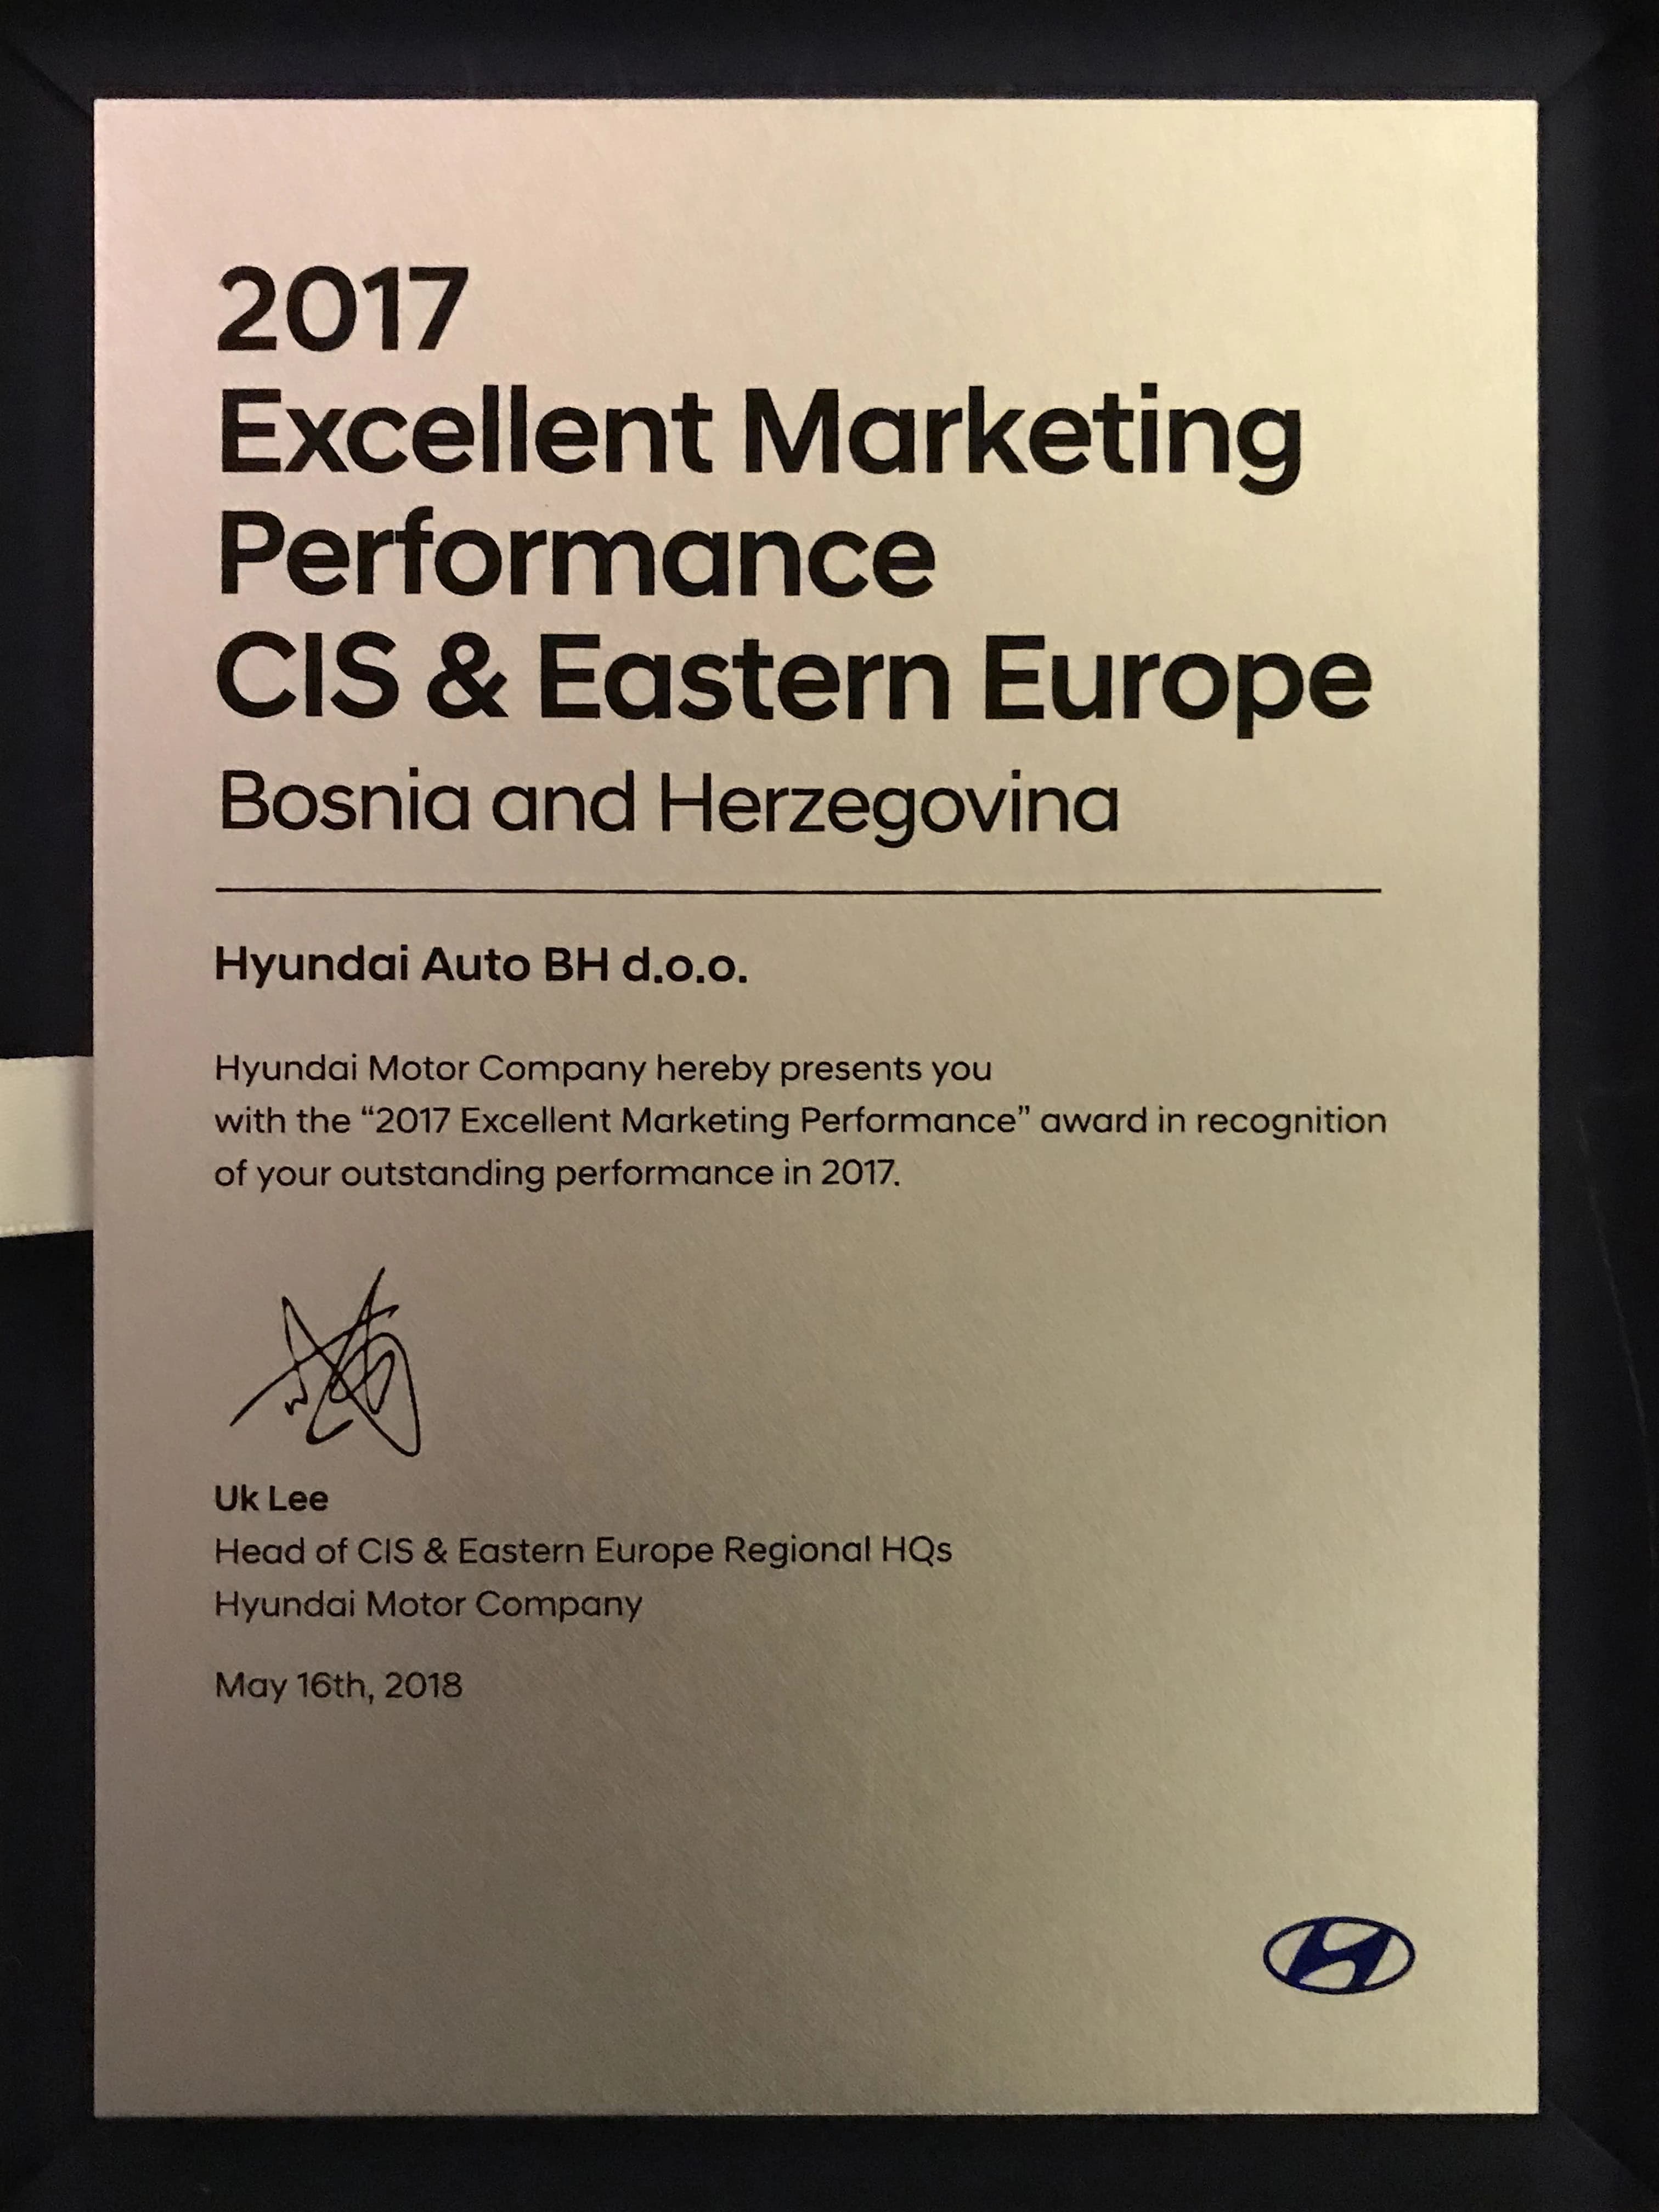 2017
Excellent Marketing
Performance
CIS & Eastern Europe
Bosnia and Herzegovina
Hyundai Auto BH d.o.o.
Hyundai Motor Company hereby presents you
with the “2017 Excellent Marketing Performance” award in recognition
of your outstanding performance in 2017.
Uk Lee
Head of CIS & Eastern Europe Regional HQs
Hyundai Motor Company
May 16th, 2018